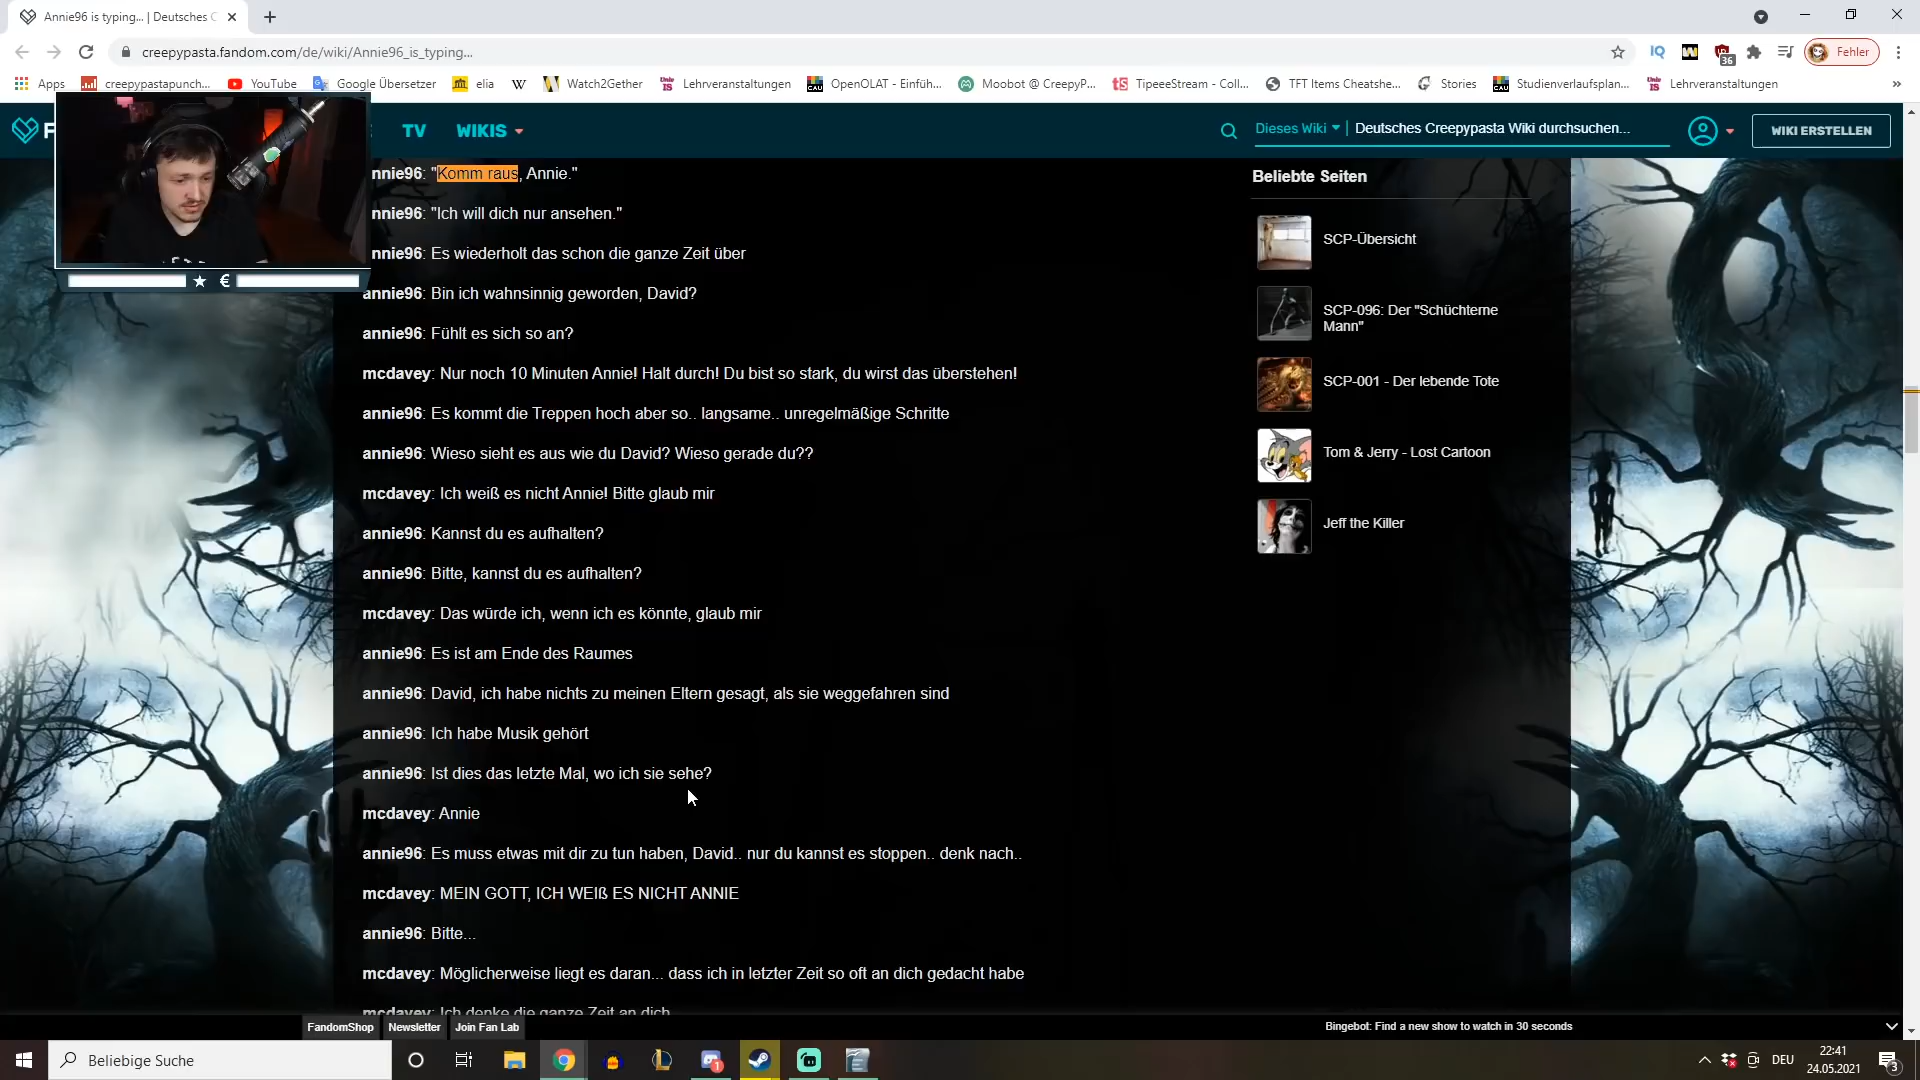 Annie96 is typing... | Deutsches C
creepypasta.fandom.com/de/wiki/Annie96_is_typing...
IQ
W
36
Fehler
Apps
creepypastapunch...
YouTube
Google Übersetzer
elia
W
Watch2Gether
Lehrveranstaltungen
OpenOLAT - Einfüh...
Moobot @ CreepyP...
TipeeeStream - Coll...
TFT Items Cheatshe...
Stories
Studienverlaufsplan...
Lehrveranstaltungen
»
F
TV
WIKIS
Dieses Wiki
Deutsches Creepypasta Wiki durchsuchen...
WIKI ERSTELLEN
nnie96: "Komm raus, Annie."
nnie96: "Ich will dich nur ansehen."
nnie96: Es wiederholt das schon die ganze Zeit über
★ €
annie96: Bin ich wahnsinnig geworden, David?
annie96: Fühlt es sich so an?
mcdavey: Nur noch 10 Minuten Annie! Halt durch! Du bist so stark, du wirst das überstehen!
annie96: Es kommt die Treppen hoch aber so.. langsame.. unregelmäßige Schritte
annie96: Wieso sieht es aus wie du David? Wieso gerade du??
mcdavey: Ich weiß es nicht Annie! Bitte glaub mir
annie96: Kannst du es aufhalten?
annie96: Bitte, kannst du es aufhalten?
mcdavey: Das würde ich, wenn ich es könnte, glaub mir
annie96: Es ist am Ende des Raumes
annie96: David, ich habe nichts zu meinen Eltern gesagt, als sie weggefahren sind
annie96: Ich habe Musik gehört
annie96: Ist dies das letzte Mal, wo ich sie sehe?
mcdavey: Annie
annie96: Es muss etwas mit dir zu tun haben, David.. nur du kannst es stoppen.. denk nach..
mcdavey: MEIN GOTT, ICH WEIß ES NICHT ANNIE
annie96: Bitte...
mcdavey: Möglicherweise liegt es daran... dass ich in letzter Zeit so oft an dich gedacht habe
mcdavey: Ich denke die ganze Zeit an dich
Beliebte Seiten
SCP-Übersicht
SCP-096: Der "Schüchterne
Mann"
SCP-001 - Der lebende Tote
Tom & Jerry - Lost Cartoon
Jeff the Killer
FandomShop
Newsletter
Join Fan Lab
Bingebot: Find a new show to watch in 30 seconds
Beliebige Suche
1
DEU
22:41
24.05.2021
3